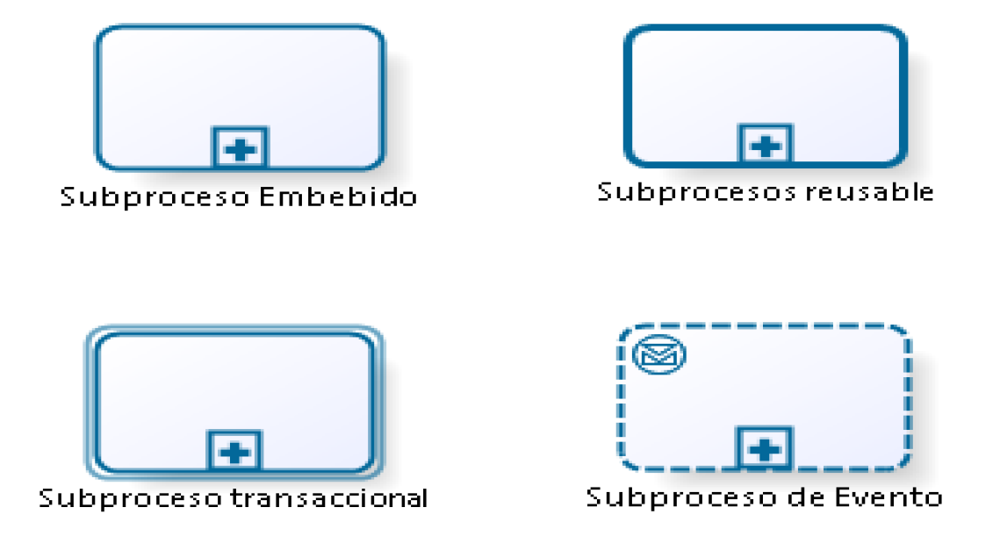 Subproceso Embebido
Subprocesos reusable
Subproceso transaccional
Subproceso de Evento